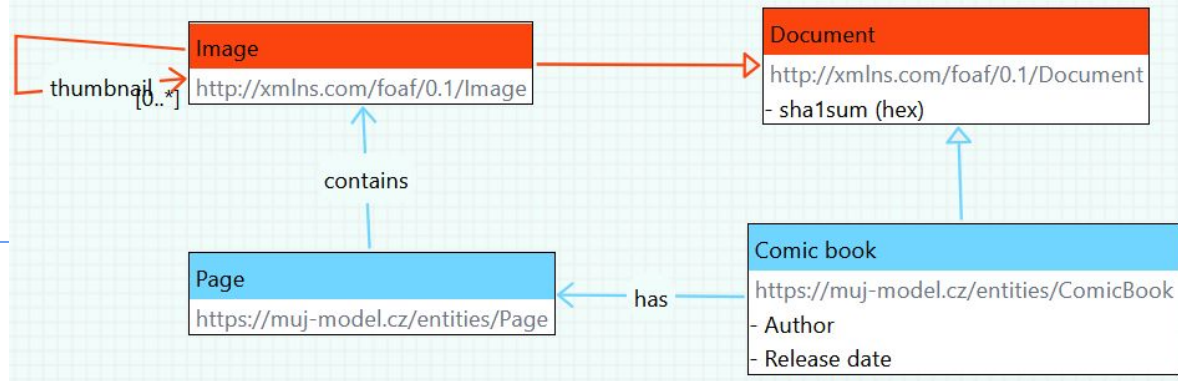 Image
http://xmlns.com/foaf/0.1/Image
thumbnail
[0..*]
Document
http://xmlns.com/foaf/0.1/Document
- sha1sum (hex)
contains
Page
https://muj-model.cz/entities/Page
has
Comic book
https://muj-model.cz/entities/ComicBook
- Author
- Release date